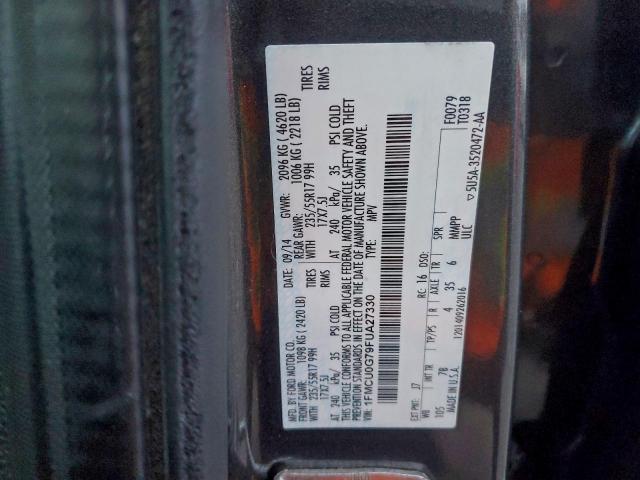 MFD. BY FORD MOTOR CO. DATE: 09/14 GVWR: 2096 KG ( 4620 LB)
FRONT GAWR: 1098 KG ( 2420 LB) REAR GAWR: 1006 KG ( 2218 LB)
WITH 235/55R17 99H TIRES WITH 235/55R17 99H TIRES
17X7.5J RIMS 17X7.5J RIMS
AT 240 kPa/ 35 PSI COLD AT 240 kPa/ 35 PSI COLD
THIS VEHICLE CONFORMS TO ALL APPLICABLE FEDERAL MOTOR VEHICLE SAFETY AND THEFT
PREVENTION STANDARDS IN EFFECT ON THE DATE OF MANUFACTURE SHOWN ABOVE.
VIN: 1FMCU0G79FUA27330 TYPE: MPV
F0079
T0318
EXT PNT: J7 RC: 16 DSO:
WB INT TR TP/PS R AXLE TR SPR
105 7B 4 35 6 MMPP
ULC
1201409262016
▽5U5A-3520472-AA